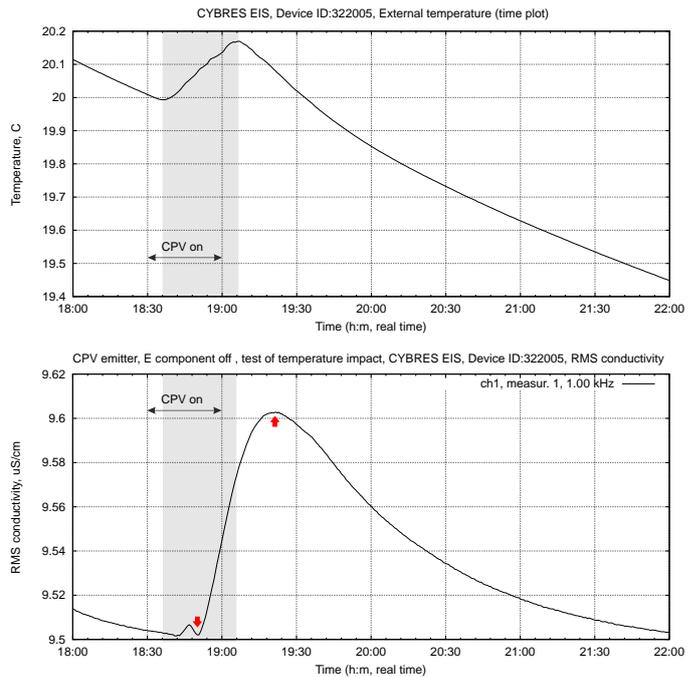 CYBRES EIS, Device ID:322005, External temperature (time plot)
20.2
20.1
20
19.9
19.8
19.7
19.6
19.5
19.4
Temperature, C
CPV on
18:00 18:30 19:00 19:30 20:00 20:30 21:00 21:30 22:00
Time (h:m, real time)
CPV emitter, E component off , test of temperature impact, CYBRES EIS, Device ID:322005, RMS conductivity
9.62
9.6
9.58
9.56
9.54
9.52
9.5
RMS conductivity, uS/cm
ch1, measur. 1, 1.00 kHz
CPV on
18:00 18:30 19:00 19:30 20:00 20:30 21:00 21:30 22:00
Time (h:m, real time)